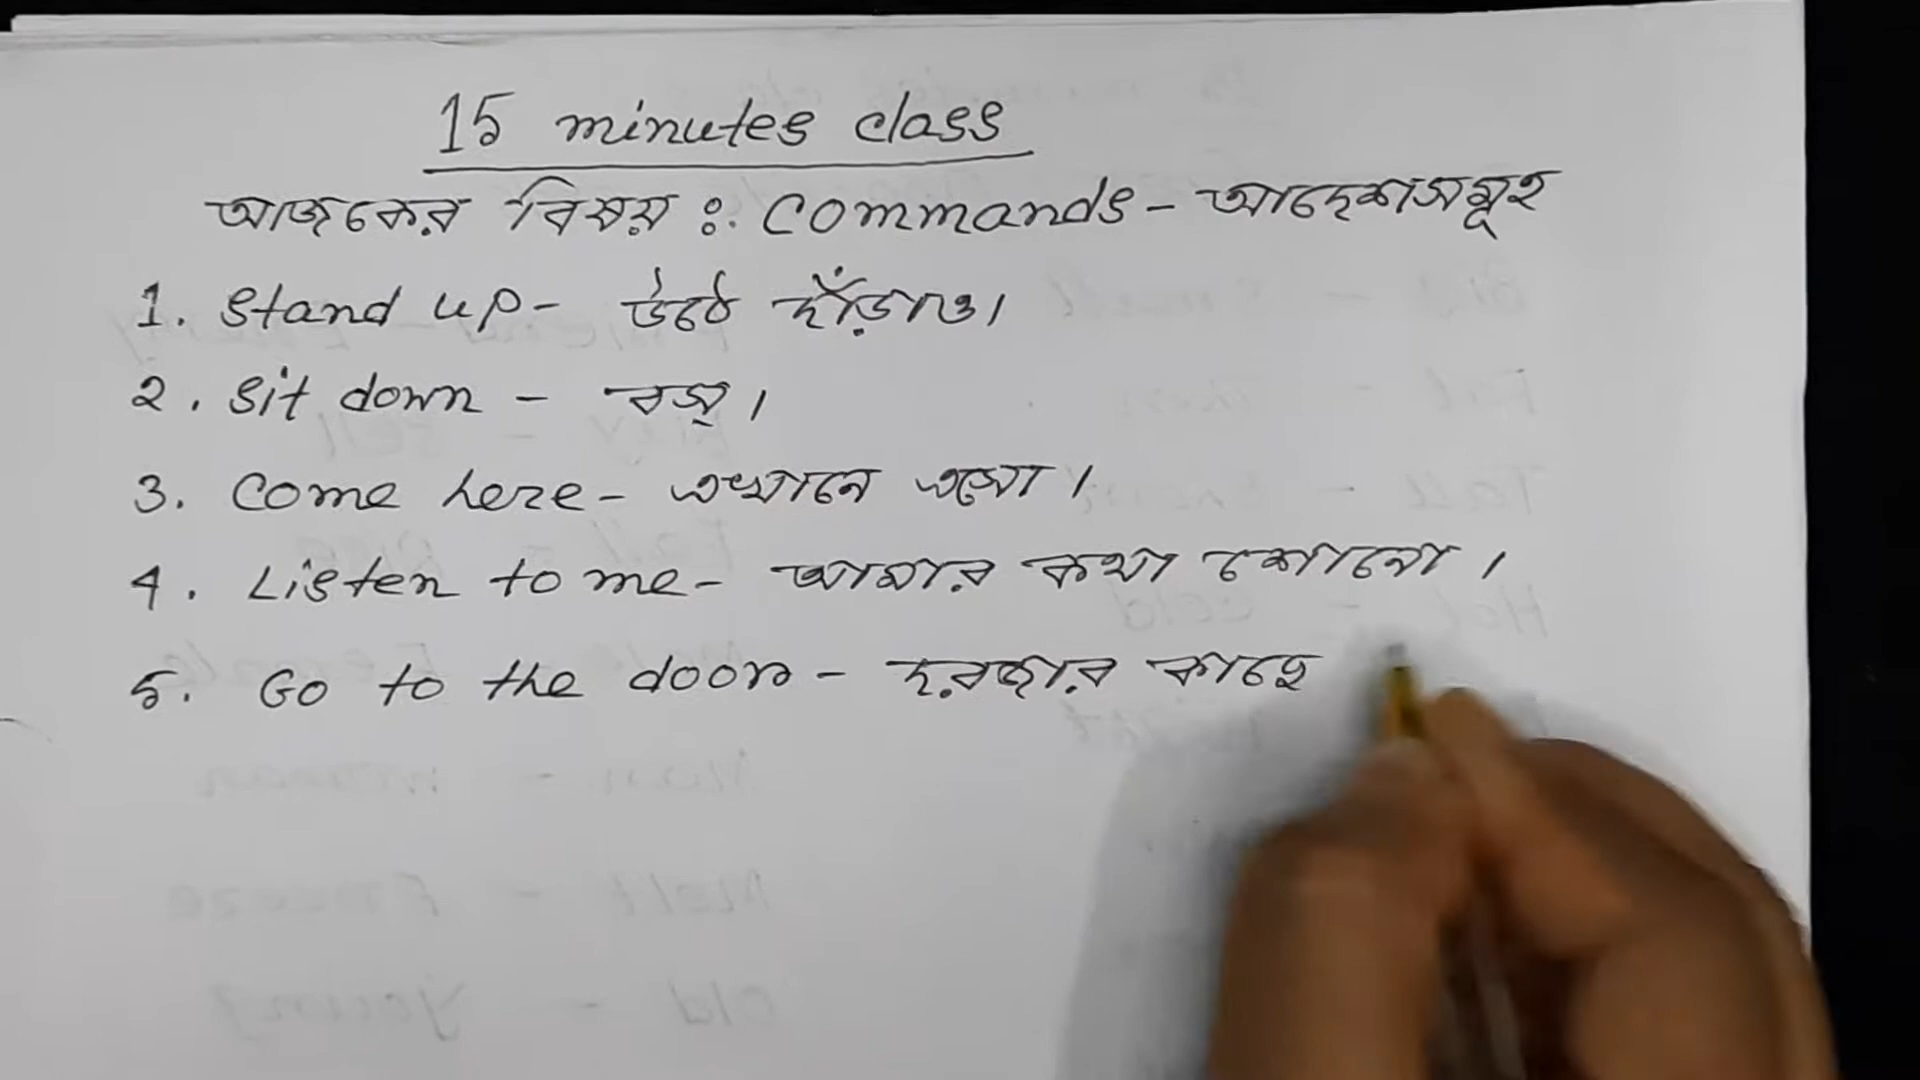 15 minutes class
আজকের বিষয় ঃ. Commands - আদেশসমূহ
1. Stand up - উঠে দাঁড়াও।
2. Sit down - বস্।
3. Come here - এখানে এসো।
4. Listen to me - আমার কথা শোনো।
5. Go to the door - দরজার কাছে